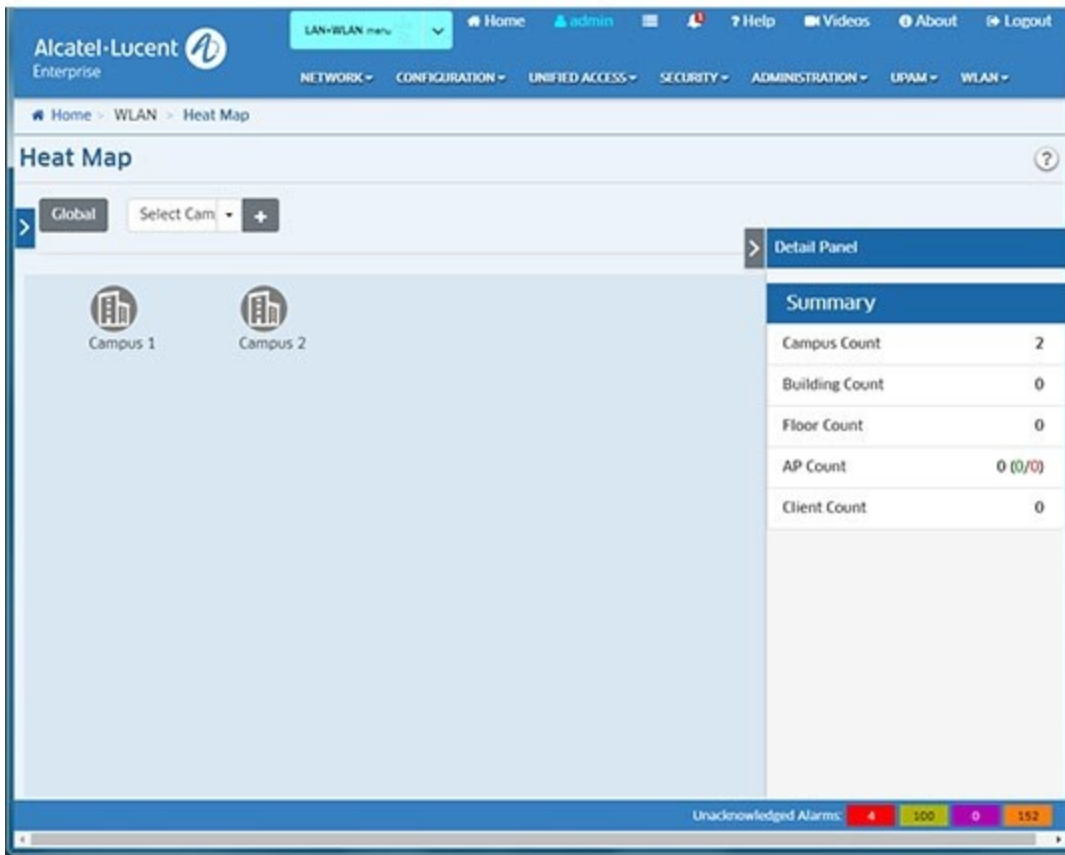 Alcatel·Lucent
Enterprise
LAN+WLAN menu
Home admin ? Help Videos About Logout
NETWORK CONFIGURATION UNIFIED ACCESS SECURITY ADMINISTRATION UPAM WLAN
Home > WLAN > Heat Map
Heat Map
?
Global Select Cam +
> > Detail Panel
Campus 1 Campus 2
Summary
Campus Count 2
Building Count 0
Floor Count 0
AP Count 0 (0/0)
Client Count 0
Unacknowledged Alarms: 4 100 0 152